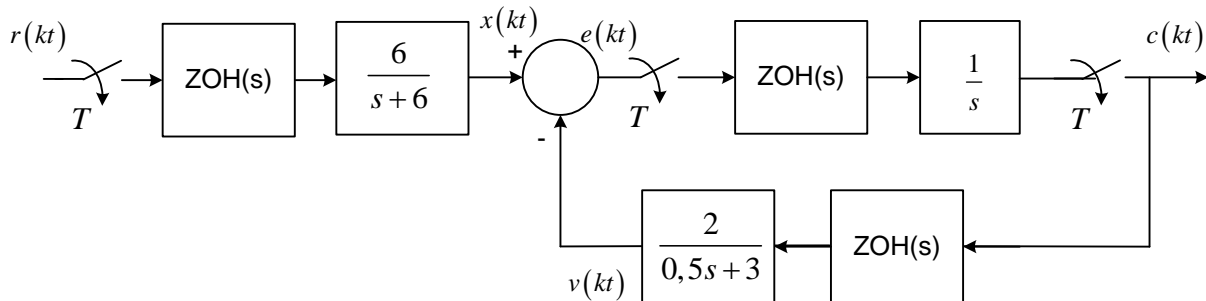 r(kt)
T
ZOH(s)
6
s+6
x(kt)
+
-
e(kt)
T
ZOH(s)
1
s
T
c(kt)
v(kt)
2
0,5s+3
ZOH(s)